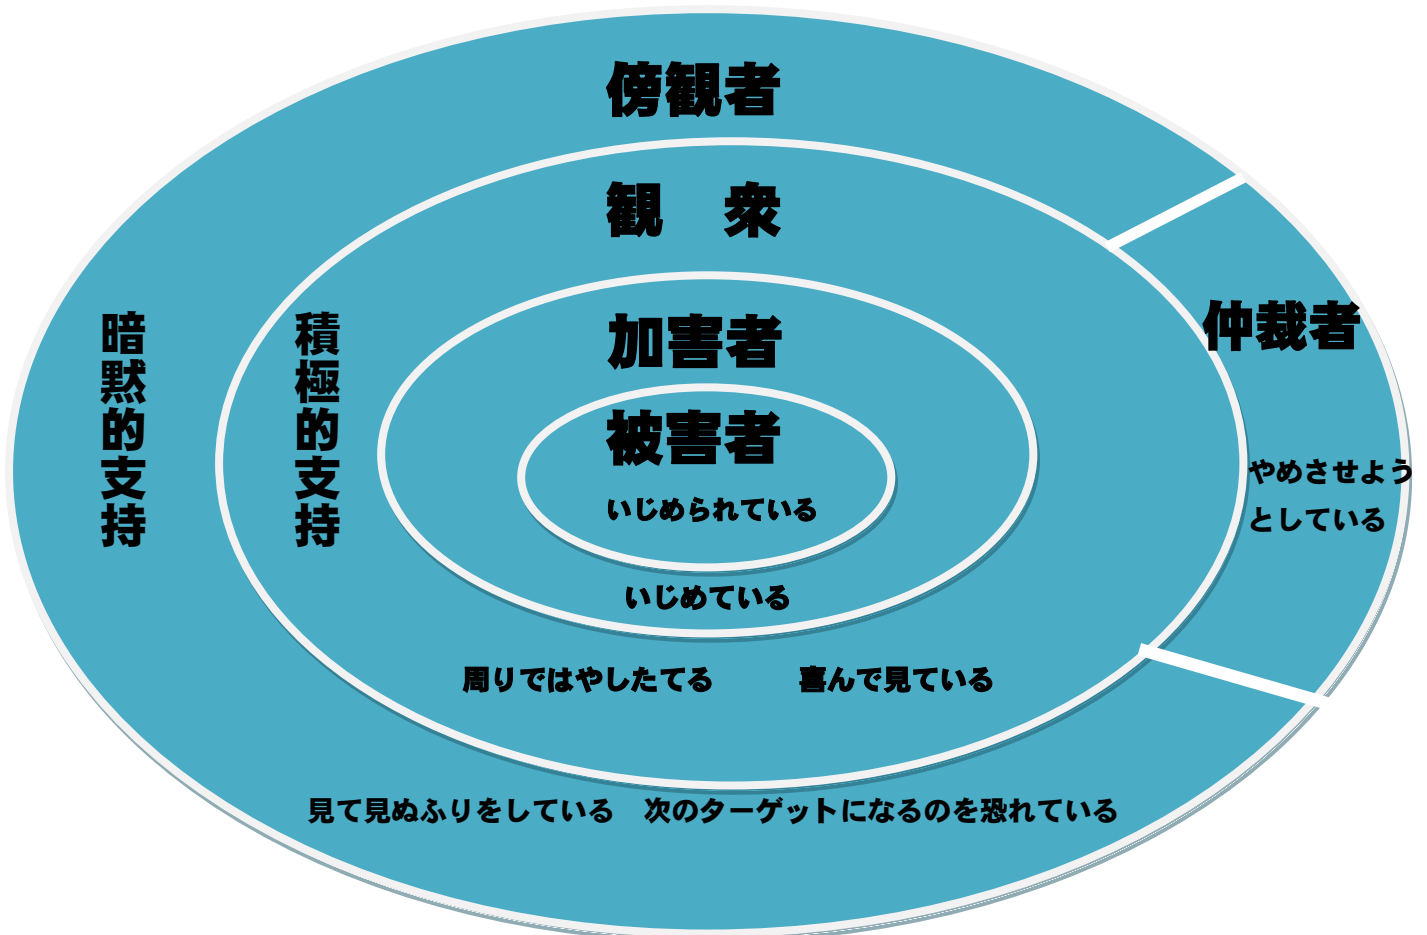 傍観者
観　衆
加害者
被害者
いじめられている
いじめている
周りではやしたてる　喜んで見ている
見て見ぬふりをしている　次のターゲットになるのを恐れている
暗黙的支持
積極的支持
仲裁者
やめさせよう
としている